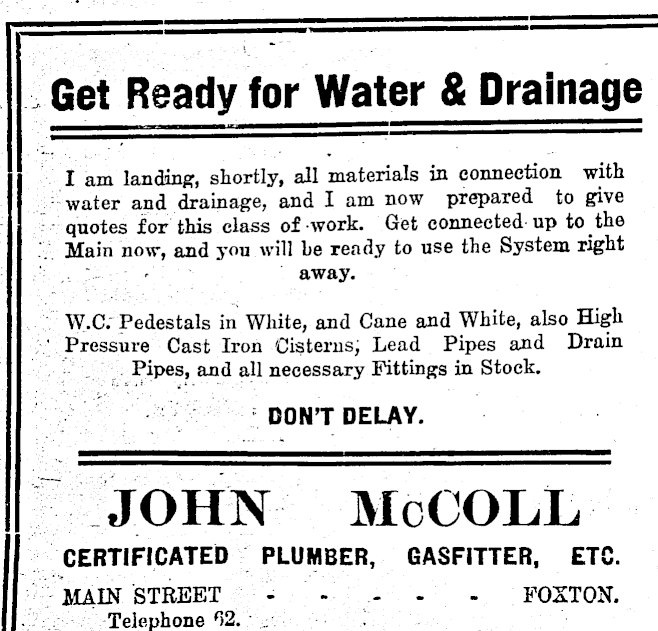 Get Ready for Water & Drainage
I am landing, shortly, all materials in connection with
water and drainage, and I am now prepared to give
quotes for this class of work. Get connected up to the
Main now, and you will be ready to use the System right
away.
W.C. Pedestals in White, and Cane and White, also High
Pressure Cast Iron Cisterns, Lead Pipes and Drain
Pipes, and all necessary Fittings in Stock.
DON'T DELAY.
JOHN McCOLL
CERTIFICATED PLUMBER, GASFITTER, ETC.
MAIN STREET - - - - - FOXTON.
Telephone 62.